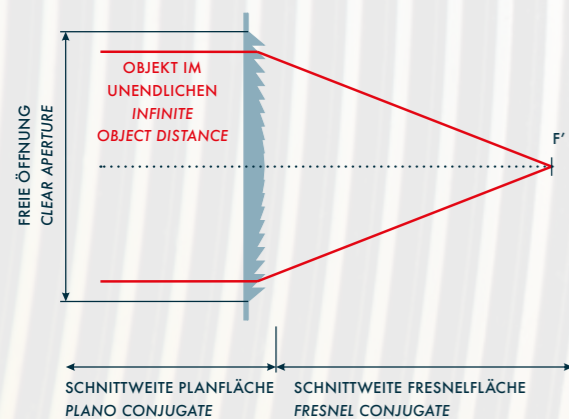 OBJEKT IM
UNENDLICHEN
INFINITE
OBJECT DISTANCE
FREIE ÖFFNUNG
CLEAR APERTURE
F’
SCHNITTWEITE PLANFLÄCHE
PLANO CONJUGATE
SCHNITTWEITE FRESNELFLÄCHE
FRESNEL CONJUGATE